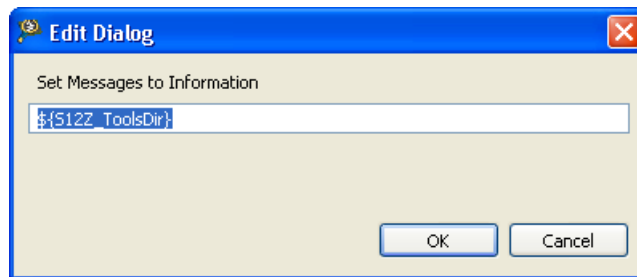 Edit Dialog
Set Messages to Information
${S12Z_ToolsDir}
OK
Cancel